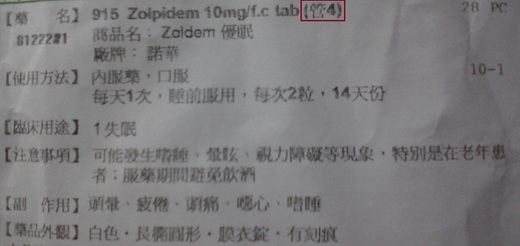 【藥 名】 915 Zolpidem 10mg/f.c tab (管4) 28 PC
8122221 商品名： Zoldem 優眠
廠牌： 諾華
【使用方法】 內服藥，口服 10-1
每天1次，睡前服用，每次2粒，14天份
【臨床用途】 1失眠
【注意事項】 可能發生嗜睡、暈眩、視力障礙等現象，特別是在老年患
者；服藥期間避免飲酒
【副 作用】 頭暈、疲倦、頭痛、噁心、嗜睡
【藥品外觀】 白色，長橢圓形，膜衣錠，有刻痕